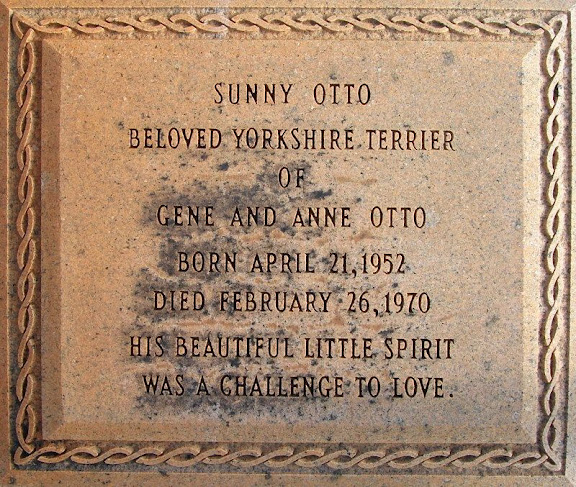 SUNNY OTTO
BELOVED YORKSHIRE TERRIER
OF
GENE AND ANNE OTTO
BORN APRIL 21, 1952
DIED FEBRUARY 26, 1970
HIS BEAUTIFUL LITTLE SPIRIT
WAS A CHALLENGE TO LOVE.